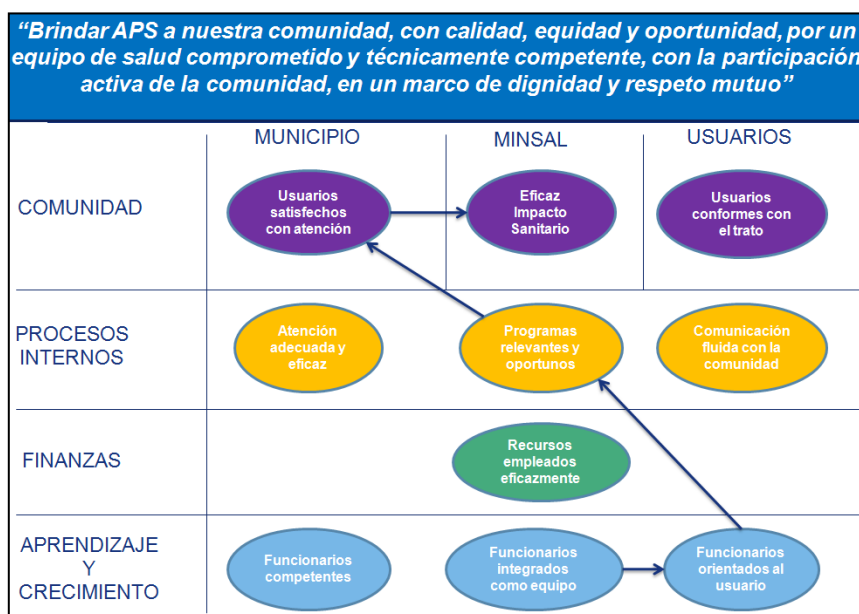 “Brindar APS a nuestra comunidad, con calidad, equidad y oportunidad, por un
equipo de salud comprometido y técnicamente competente, con la participación
activa de la comunidad, en un marco de dignidad y respeto mutuo”
MUNICIPIO
MINSAL
USUARIOS
COMUNIDAD
Usuarios
satisfechos
con atención
Eficaz
Impacto
Sanitario
Usuarios
conformes con
el trato
PROCESOS
INTERNOS
Atención
adecuada y
eficaz
Programas
relevantes y
oportunos
Comunicación
fluida con la
comunidad
FINANZAS
Recursos
empleados
eficazmente
APRENDIZAJE
Y
CRECIMIENTO
Funcionarios
competentes
Funcionarios
integrados
como equipo
Funcionarios
orientados al
usuario